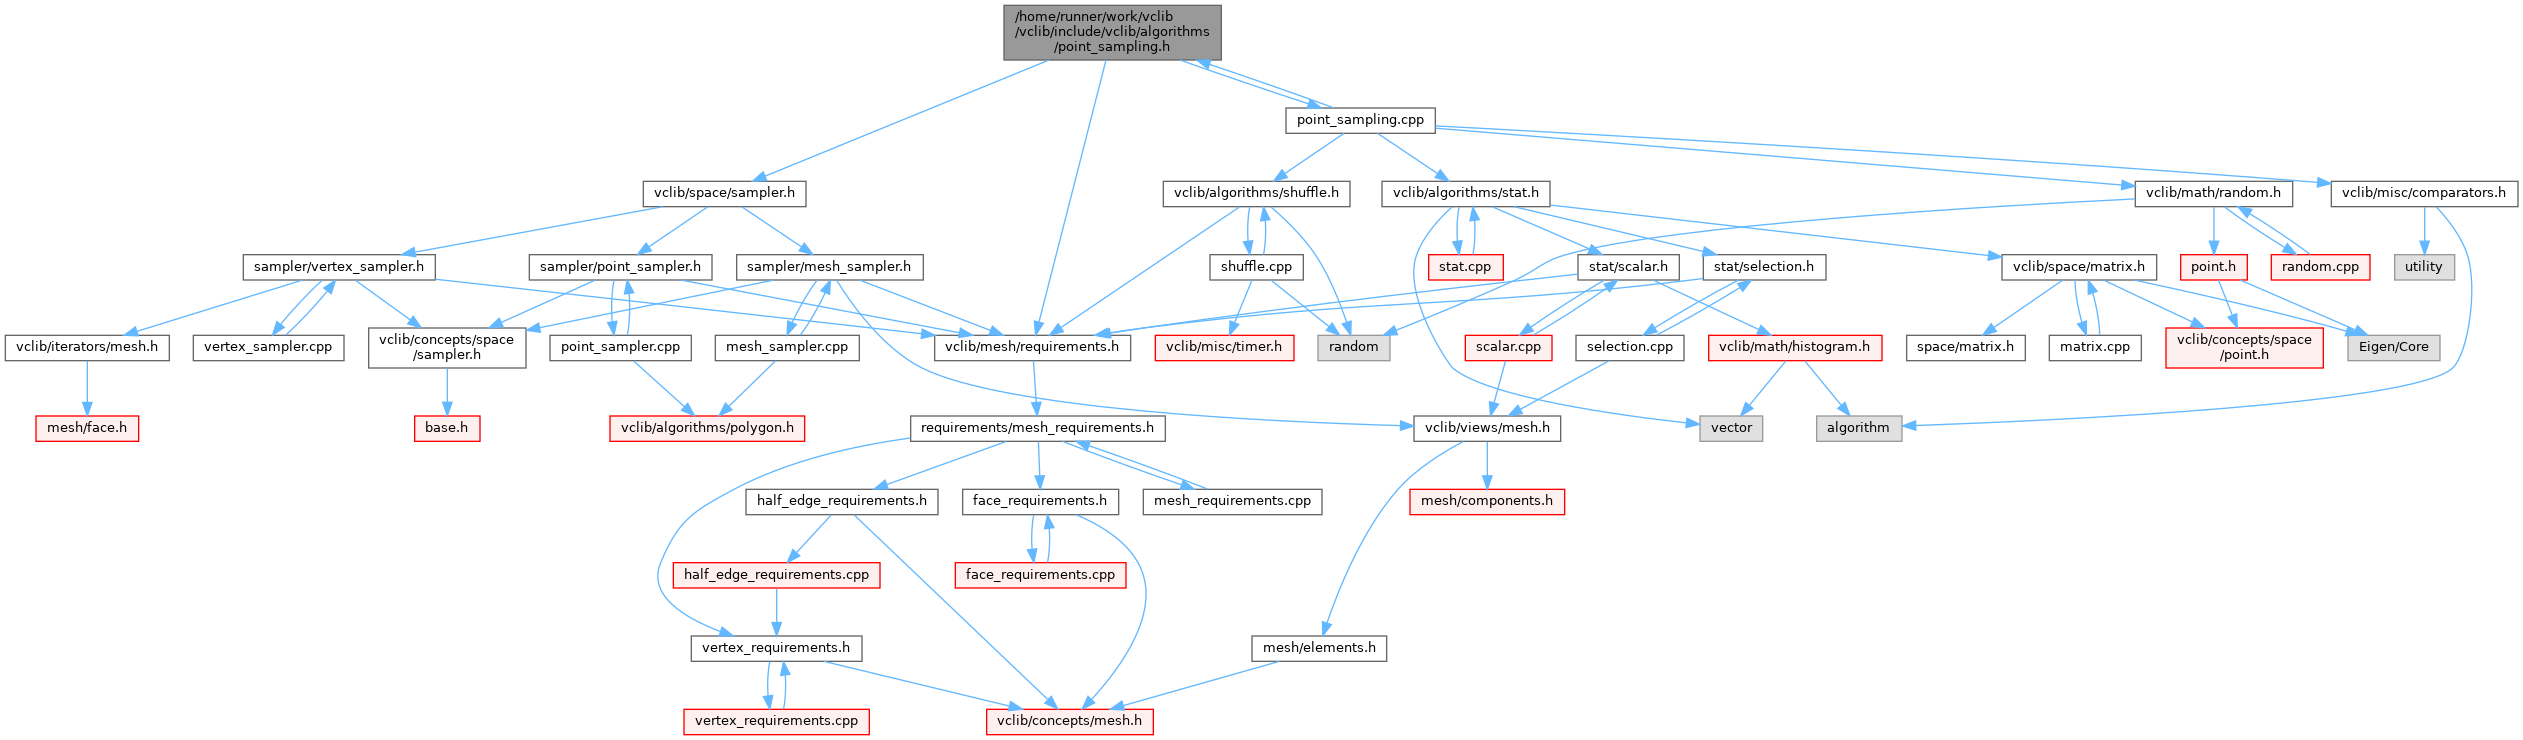 /home/runner/work/vclib
/vclib/include/vclib/algorithms
/point_sampling.h
point_sampling.cpp
vclib/space/sampler.h
vclib/algorithms/shuffle.h
vclib/algorithms/stat.h
vclib/math/random.h
vclib/misc/comparators.h
sampler/vertex_sampler.h
sampler/point_sampler.h
sampler/mesh_sampler.h
shuffle.cpp
stat.cpp
stat/scalar.h
stat/selection.h
vclib/space/matrix.h
point.h
random.cpp
utility
vclib/iterators/mesh.h
vertex_sampler.cpp
vclib/concepts/space
/sampler.h
point_sampler.cpp
mesh_sampler.cpp
vclib/mesh/requirements.h
vclib/misc/timer.h
random
scalar.cpp
selection.cpp
vclib/math/histogram.h
space/matrix.h
matrix.cpp
vclib/concepts/space
/point.h
Eigen/Core
mesh/face.h
base.h
vclib/algorithms/polygon.h
requirements/mesh_requirements.h
vclib/views/mesh.h
vector
algorithm
half_edge_requirements.h
face_requirements.h
mesh_requirements.cpp
mesh/components.h
half_edge_requirements.cpp
face_requirements.cpp
vertex_requirements.h
mesh/elements.h
vertex_requirements.cpp
vclib/concepts/mesh.h